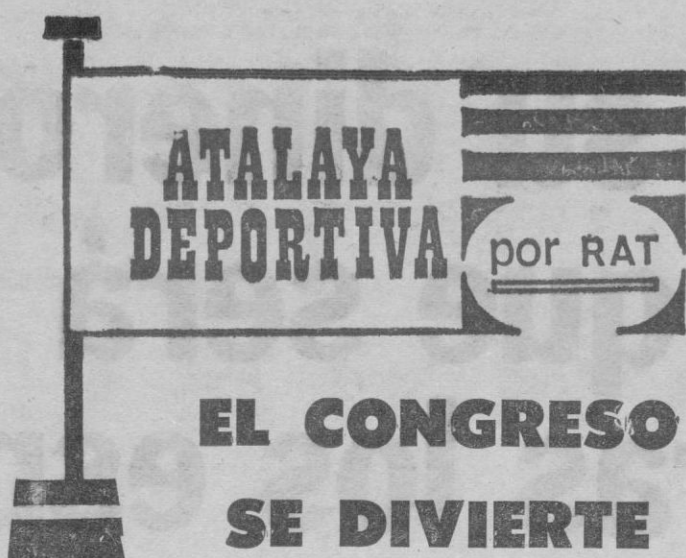 ATALAYA
DEPORTIVA
por RAT
EL CONGRESO
SE DIVIERTE